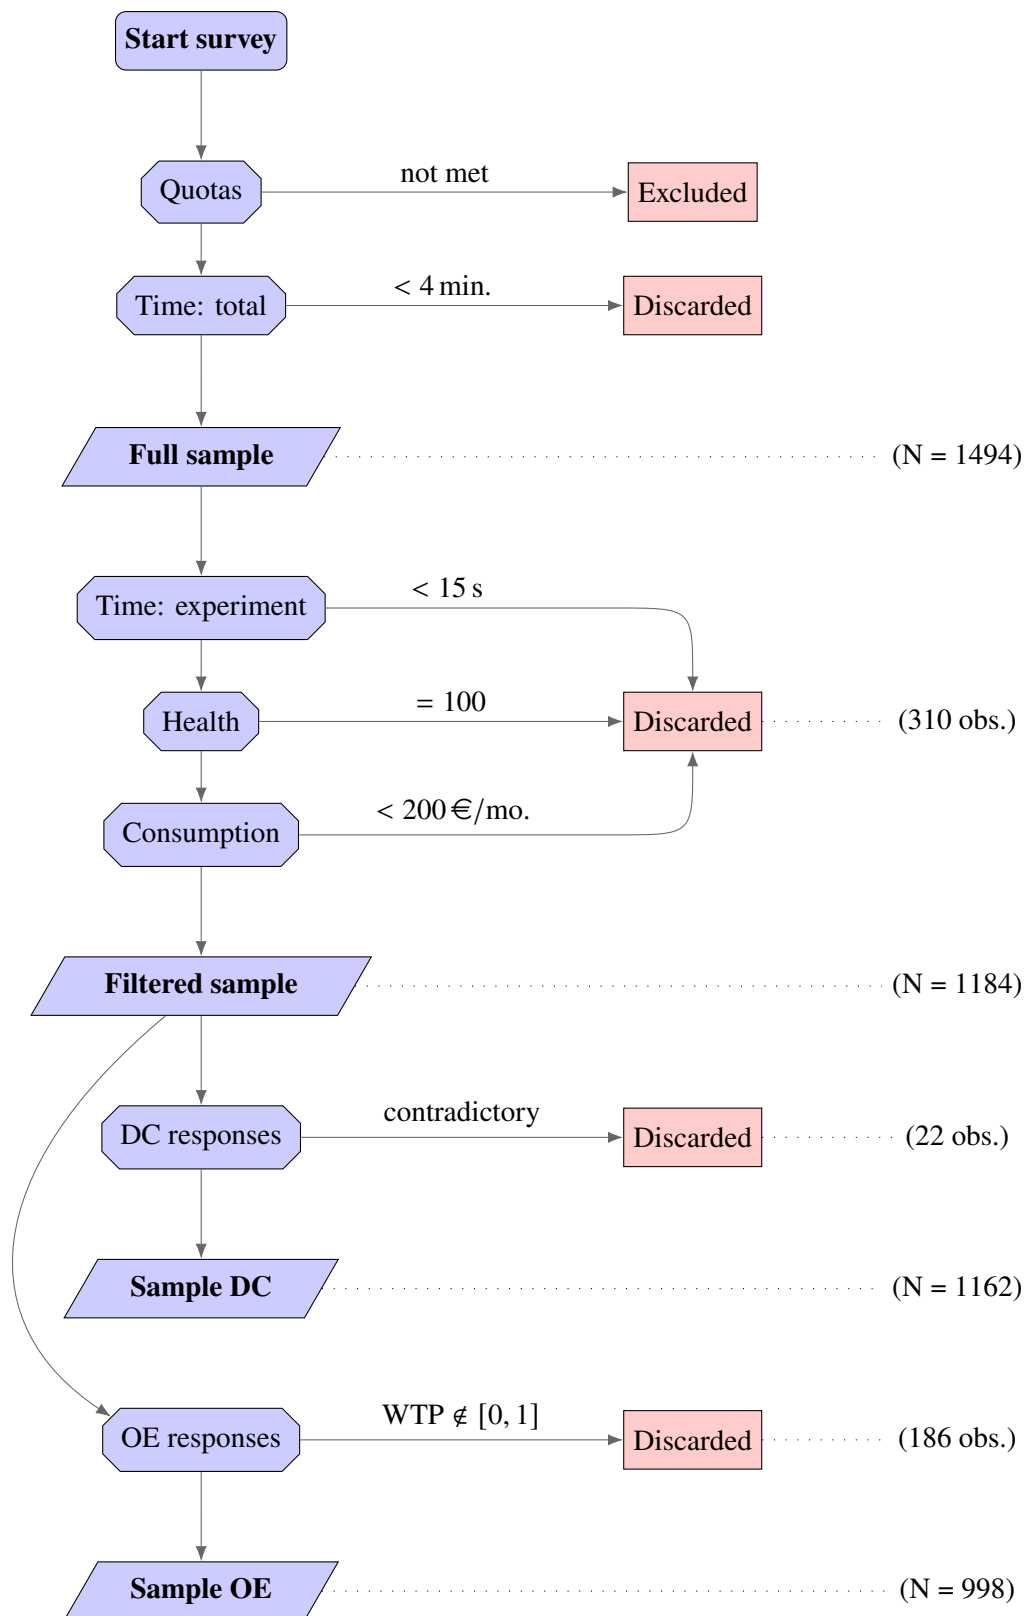 Start survey
Quotas
not met
Excluded
Time: total
< 4 min.
Discarded
Full sample
(N = 1494)
Time: experiment
< 15 s
Health
= 100
Discarded
(310 obs.)
Consumption
< 200 €/mo.
Filtered sample
(N = 1184)
DC responses
contradictory
Discarded
(22 obs.)
Sample DC
(N = 1162)
OE responses
WTP ∉ [0, 1]
Discarded
(186 obs.)
Sample OE
(N = 998)